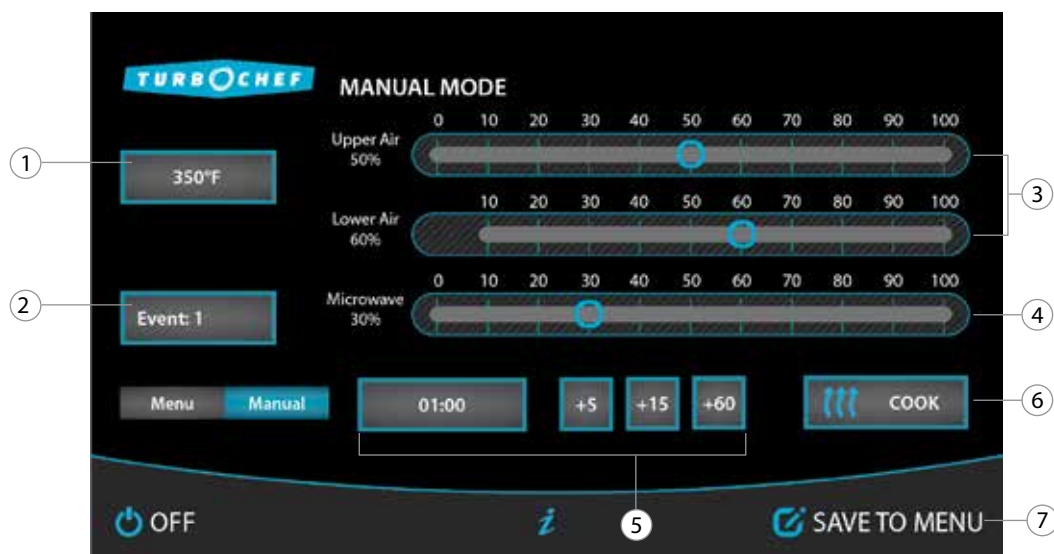 TURBOCHEF
MANUAL MODE
0 10 20 30 40 50 60 70 80 90 100
Upper Air
50%
1
350°F
3
10 20 30 40 50 60 70 80 90 100
Lower Air
60%
0 10 20 30 40 50 60 70 80 90 100
Microwave
30%
2
Event: 1
4
Menu Manual
01:00
+5 +15 +60
COOK
6
OFF
i
5
SAVE TO MENU
7